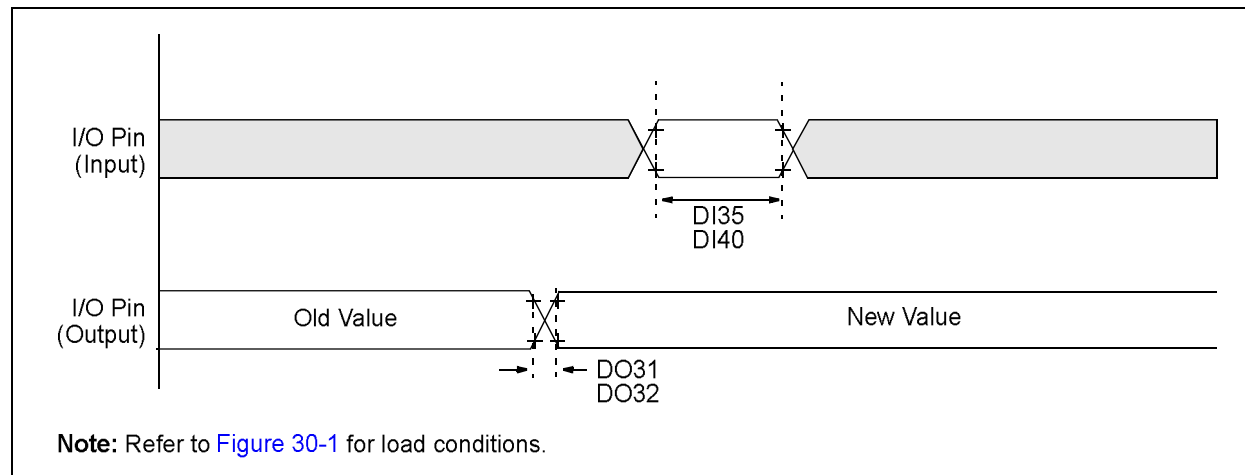 I/O Pin
(Input)
DI35
DI40
I/O Pin
(Output)
Old Value
New Value
DO31
DO32
Note: Refer to Figure 30-1 for load conditions.